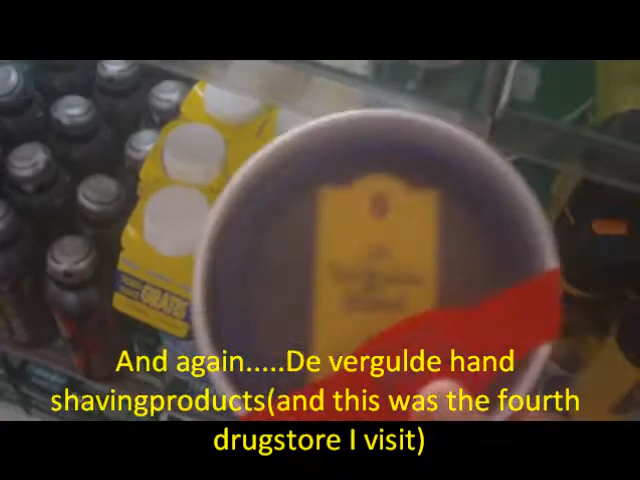 GRATIS
And again.....De vergulde hand
shavingproducts(and this was the fourth
drugstore I visit)